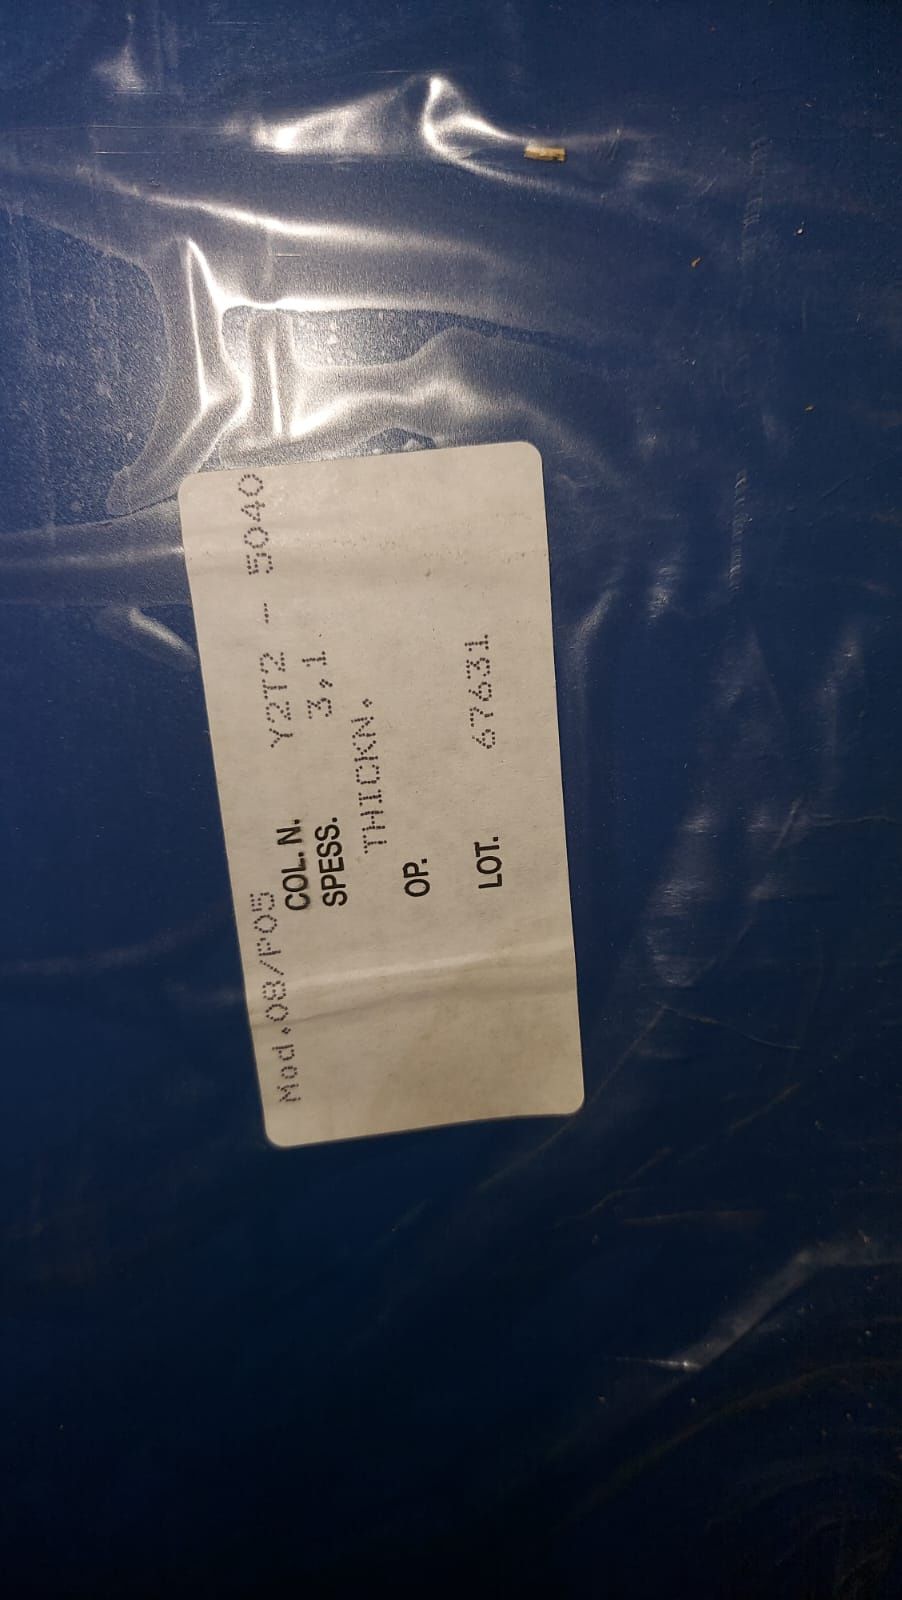 Mod.08/P05
COL. N. Y2T2 - 5040
SPESS. 3,1
THICKN.
OP.
LOT. 67631